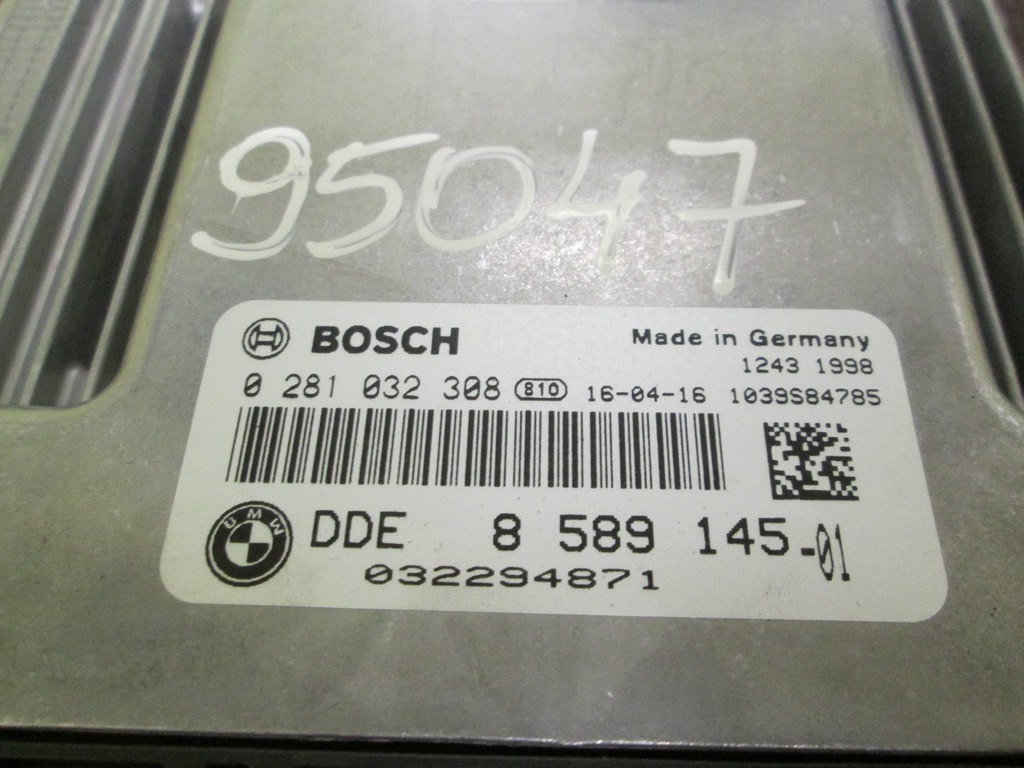 95047
BOSCH Made in Germany
1243 1998
0 281 032 308 810 16-04-16 1039S84785
BMW DDE 8 589 145-01
032294871